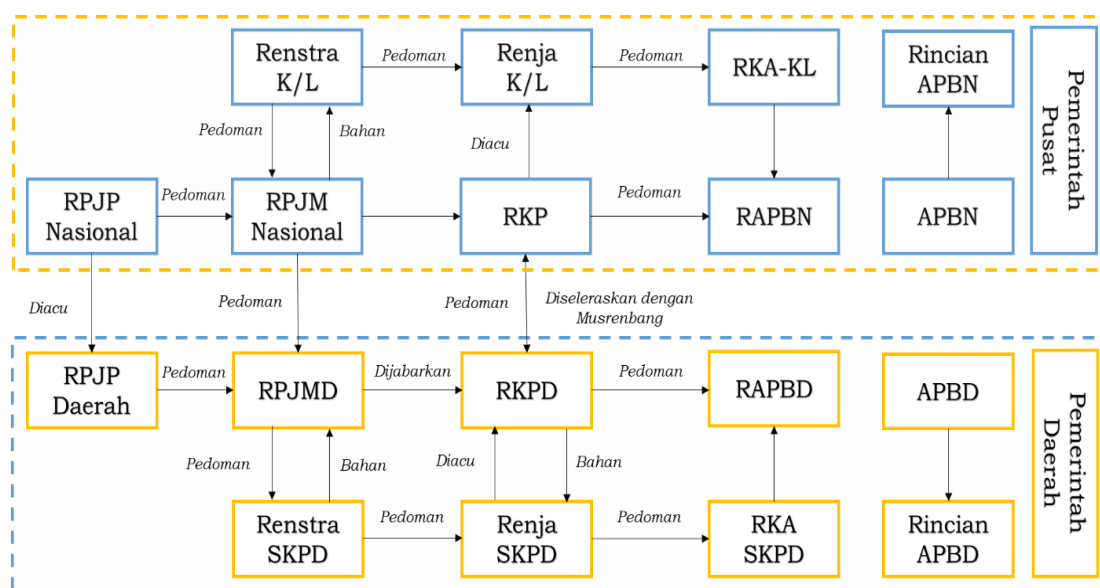 Renstra
K/L
Pedoman
Renja
K/L
Pedoman
RKA-KL
Rincian
APBN
Pemerintah
Pusat
Pedoman
Bahan
Diacu
RPJP
Nasional
Pedoman
RPJM
Nasional
RKP
Pedoman
RAPBN
APBN
Diacu
Pedoman
Pedoman
Diseleraskan dengan
Musrenbang
RPJP
Daerah
Pedoman
RPJMD
Dijabarkan
RKPD
Pedoman
RAPBD
APBD
Pemerintah
Daerah
Pedoman
Bahan
Diacu
Bahan
Renstra
SKPD
Pedoman
Renja
SKPD
Pedoman
RKA
SKPD
Rincian
APBD